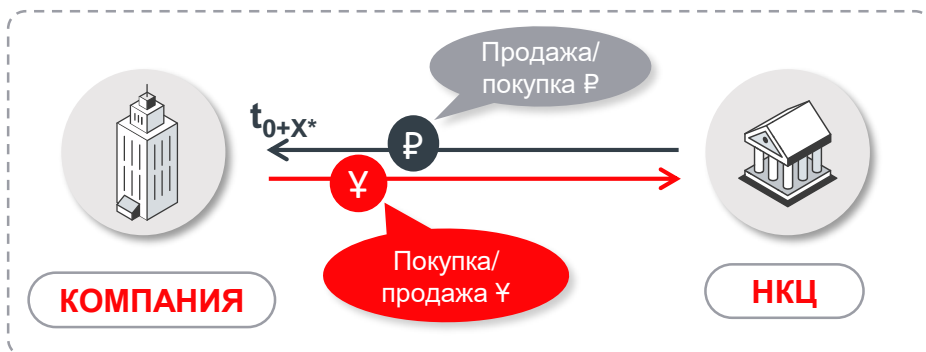 Продажа/
покупка ₽
t0+X*
₽
¥
Покупка/
продажа ¥
КОМПАНИЯ
НКЦ